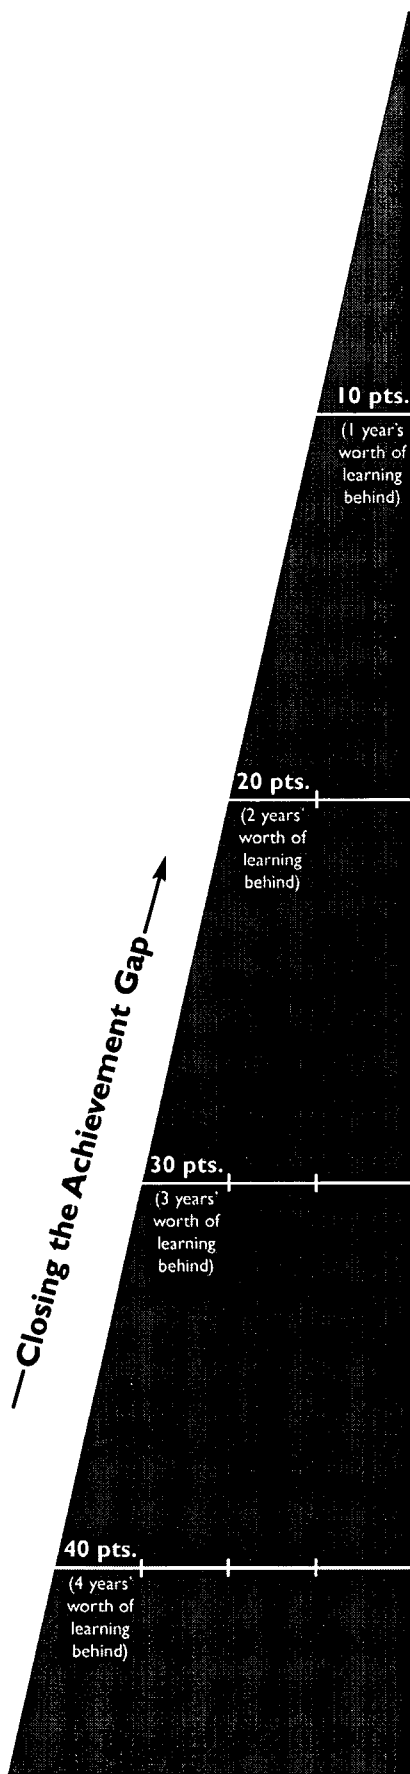 10 pts.
(1 year's
worth of
learning
behind)
20 pts.
(2 years'
worth of
learning
behind)
Closing the Achievement Gap
30 pts.
(3 years'
worth of
learning
behind)
40 pts.
(4 years'
worth of
learning
behind)